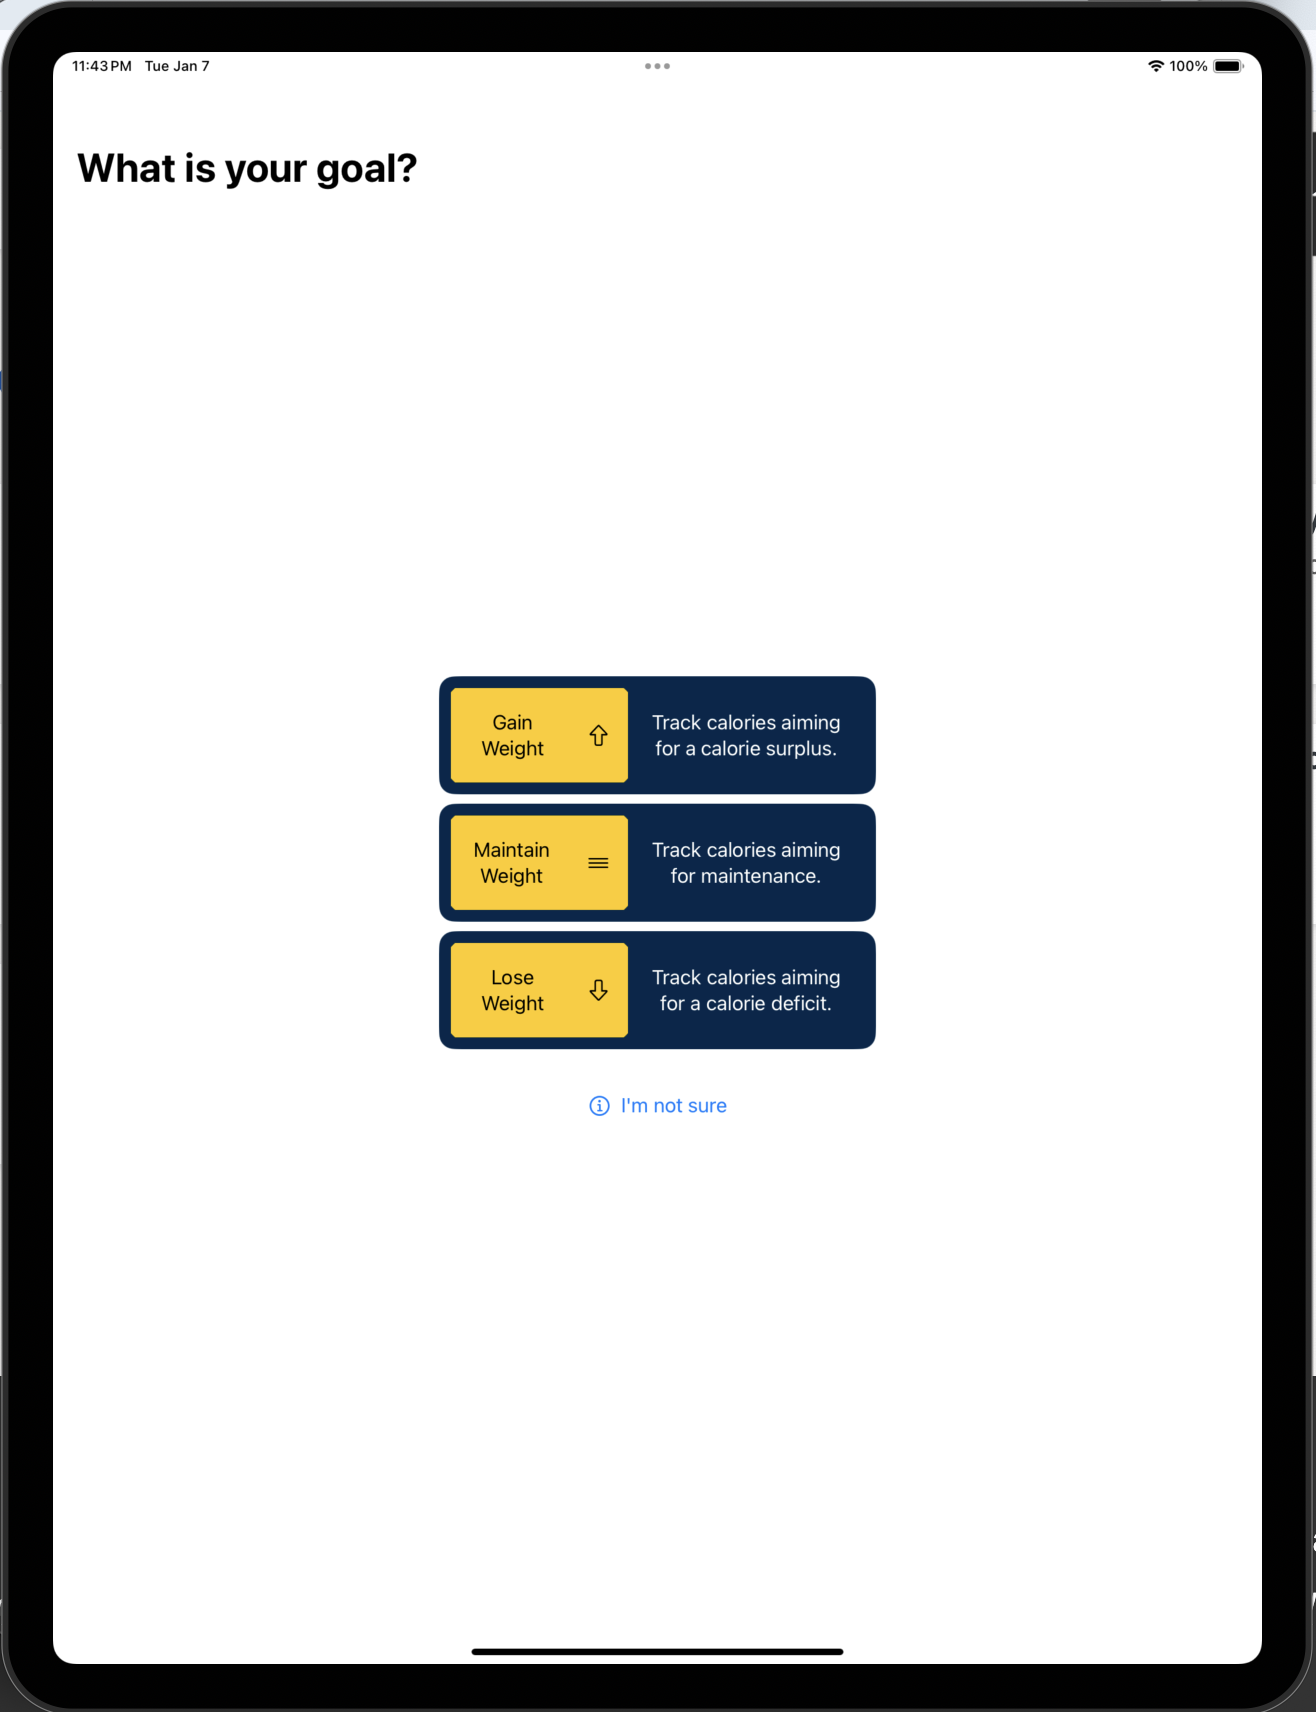 11:43 PM Tue Jan 7
100%
What is your goal?
Gain
Weight
Track calories aiming
for a calorie surplus.
Maintain
Weight
Track calories aiming
for maintenance.
Lose
Weight
Track calories aiming
for a calorie deficit.
I'm not sure